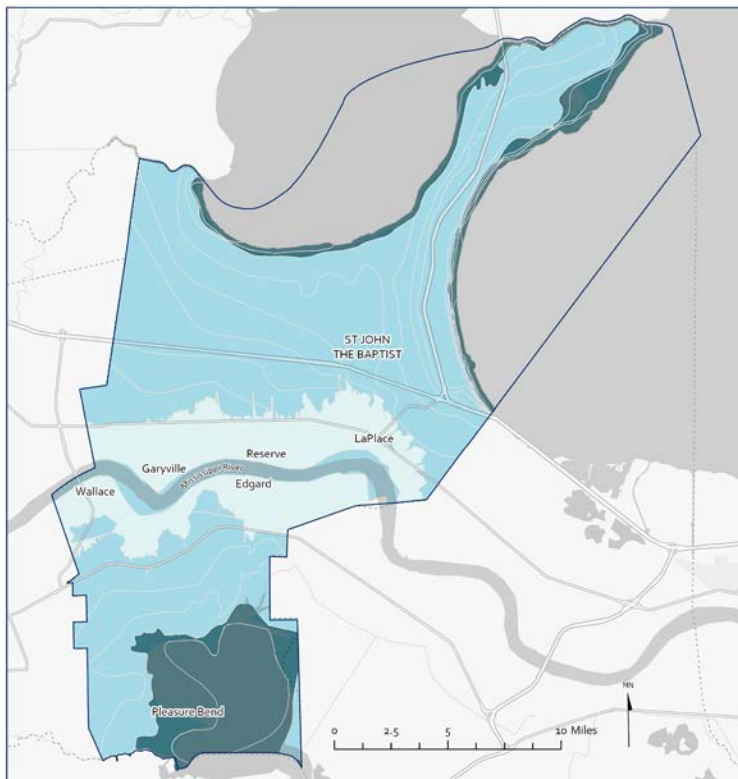 ST JOHN
THE BAPTIST
LaPlace
Reserve
Garyville
Mississippi River
Edgard
Wallace
Pleasure Bend
MN
0 2.5 5 10 Miles